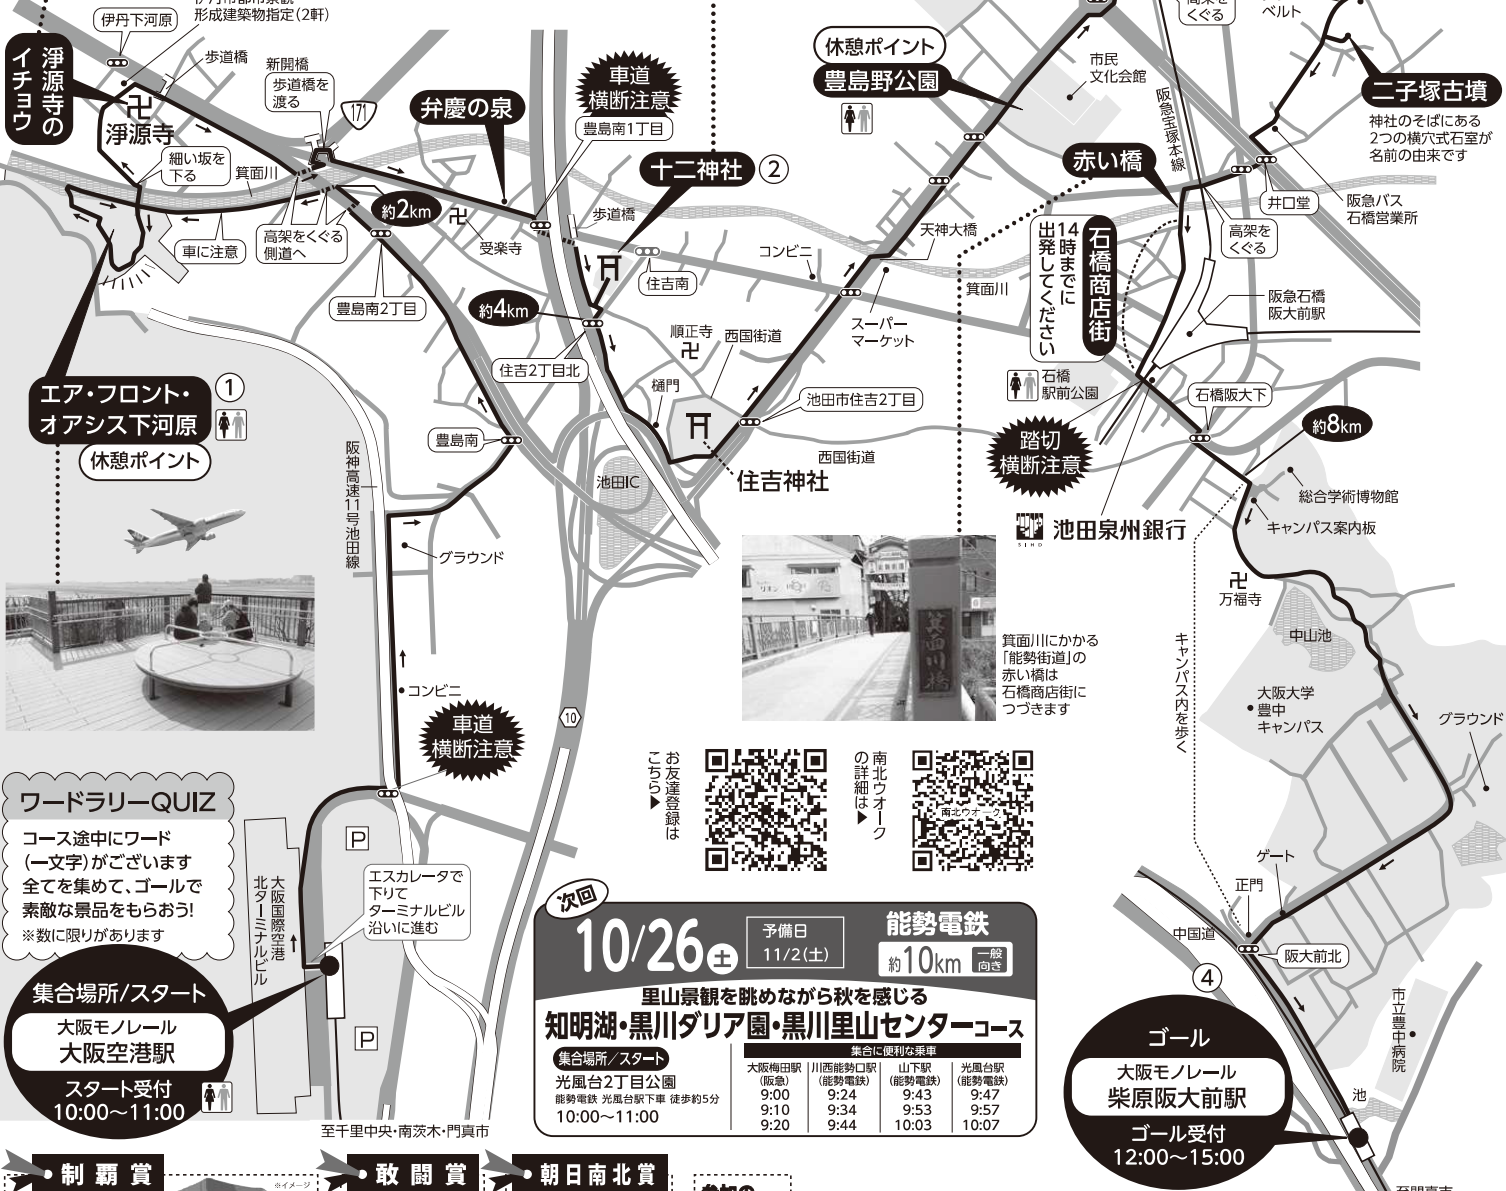 伊丹下河原
形成建築物指定(2軒)
歩道橋
新開橋
歩道橋を
渡る
171
淨源寺の
イチョウ
淨源寺
細い坂を
下る
箕面川
車に注意
高架をくぐる
側道へ
約2km
弁慶の泉
受楽寺
車道
横断注意
豊島南1丁目
歩道橋
十二神社
②
住吉南
豊島南2丁目
約4km
住吉2丁目北
順正寺
西国街道
樋門
豊島南
池田IC
住吉神社
池田市住吉2丁目
西国街道
コンビニ
スーパー
マーケット
天神大橋
箕面川
休憩ポイント
豊島野公園
市民
文化会館
阪急宝塚本線
くぐる
ベルト
二子塚古墳
神社のそばにある
2つの横穴式石室が
名前の由来です
赤い橋
井口堂
阪急バス
石橋営業所
高架を
くぐる
石橋商店街
14時までに
出発してください
阪急石橋
阪大前駅
石橋
駅前公園
石橋阪大下
踏切
横断注意
約8km
池田泉州銀行
SIHD
総合学術博物館
キャンパス案内板
万福寺
中山池
キャンパス内を歩く
大阪大学
豊中
キャンパス
グラウンド
ゲート
正門
中国道
阪大前北
④
市立豊中病院
池
ゴール
大阪モノレール
柴原阪大前駅
ゴール受付
12:00～15:00
エア・フロント・
オアシス下河原
①
休憩ポイント
阪神高速11号池田線
グラウンド
コンビニ
車道
横断注意
10
箕面川橋
箕面川にかかる
「能勢街道」の
赤い橋は
石橋商店街に
つづきます
お友達登録は
こちら▶
南北ウオーク
の詳細は▶
南北ウオーク
ワードラリーQUIZ
コース途中にワード
(一文字)がございます
全てを集めて、ゴールで
素敵な景品をもらおう!
※数に限りがあります
P
エスカレータで
下りて
ターミナルビル
沿いに進む
大阪国際空港
北ターミナルビル
P
集合場所/スタート
大阪モノレール
大阪空港駅
スタート受付
10:00～11:00
至千里中央・南茨木・門真市
次回
10/26土
予備日
11/2(土)
能勢電鉄
約10km
一般
向き
里山景観を眺めながら秋を感じる
知明湖・黒川ダリア園・黒川里山センターコース
集合場所/スタート
光風台2丁目公園
能勢電鉄 光風台駅下車 徒歩約5分
10:00～11:00
集合に便利な乗車
大阪梅田駅 川西能勢口駅 山下駅 光風台駅
(阪急) (能勢電鉄) (能勢電鉄) (能勢電鉄)
9:00 9:24 9:43 9:47
9:10 9:34 9:53 9:57
9:20 9:44 10:03 10:07
制覇賞
※イメージ
敢闘賞
朝日南北賞